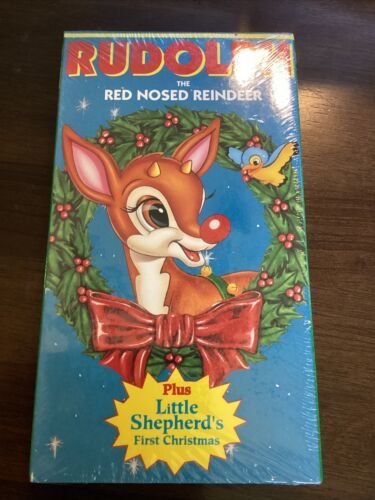 RUDOLPH
THE
RED NOSED REINDEER
Plus
Little
Shepherd's
First Christmas